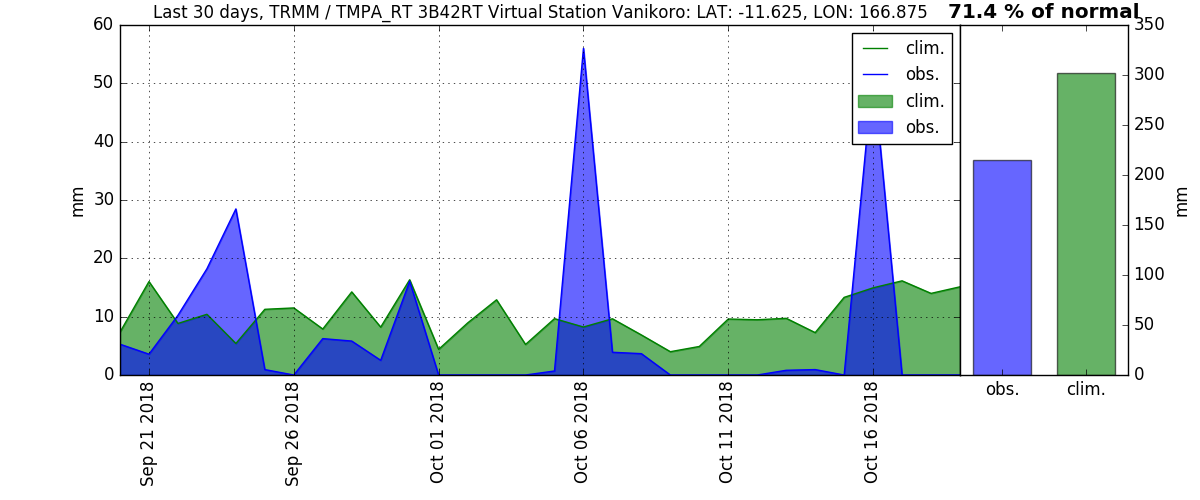 Last 30 days, TRMM / TMPA_RT 3B42RT Virtual Station Vanikoro: LAT: -11.625, LON: 166.875
71.4 % of normal
60
50
40
30
20
10
0
mm
clim.
obs.
clim.
obs.
Sep 21 2018
Sep 26 2018
Oct 01 2018
Oct 06 2018
Oct 11 2018
Oct 16 2018
350
300
250
200
150
100
50
0
mm
obs.
clim.